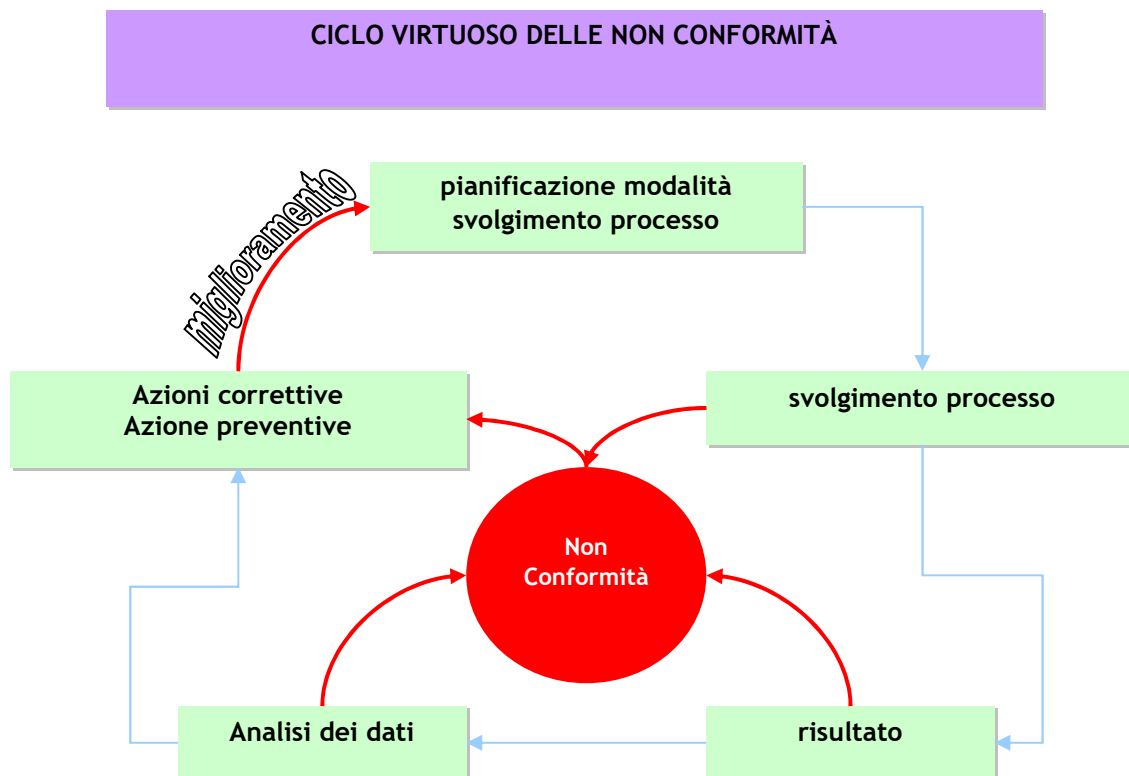 CICLO VIRTUOSO DELLE NON CONFORMITÀ
miglioramento
pianificazione modalità
svolgimento processo
Azioni correttive
Azione preventive
svolgimento processo
Non
Conformità
Analisi dei dati
risultato